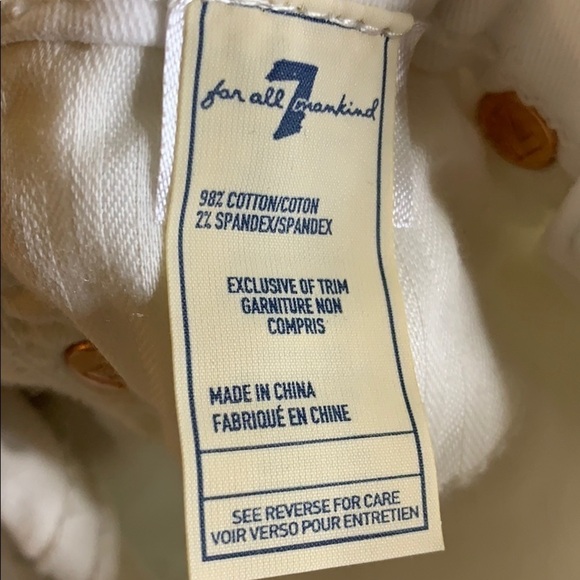 for all 7 mankind
98% COTTON/COTON
2% SPANDEX/SPANDEX
EXCLUSIVE OF TRIM
GARNITURE NON
COMPRIS
MADE IN CHINA
FABRIQUÉ EN CHINE
SEE REVERSE FOR CARE
VOIR VERSO POUR ENTRETIEN